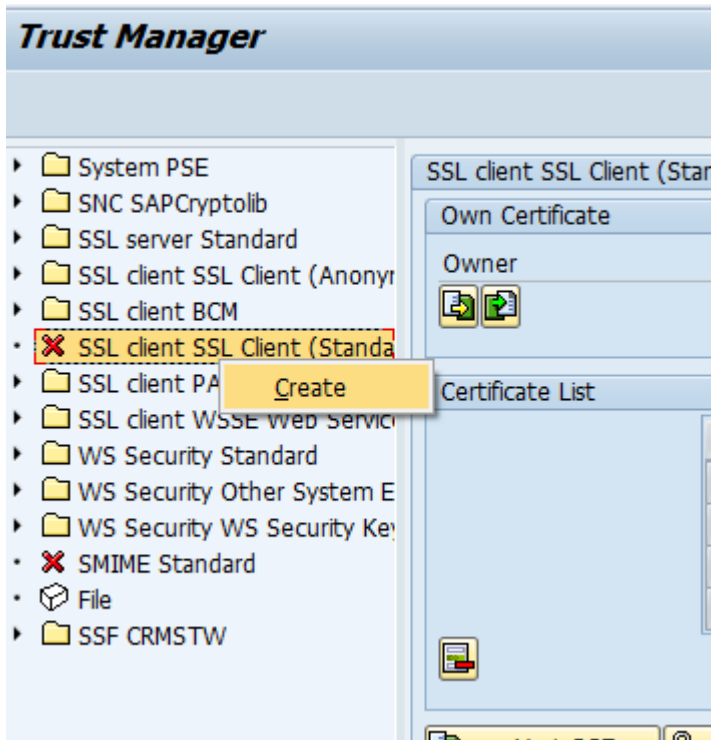 Trust Manager
System PSE
SNC SAPCryptolib
SSL server Standard
SSL client SSL Client (Anony
SSL client BCM
SSL client SSL Client (Standa
SSL client PA
SSL client WSSE Web Servic
WS Security Standard
WS Security Other System E
WS Security WS Security Key
SMIME Standard
File
SSF CRMSTW
Create
SSL client SSL Client (Stan
Own Certificate
Owner
Certificate List